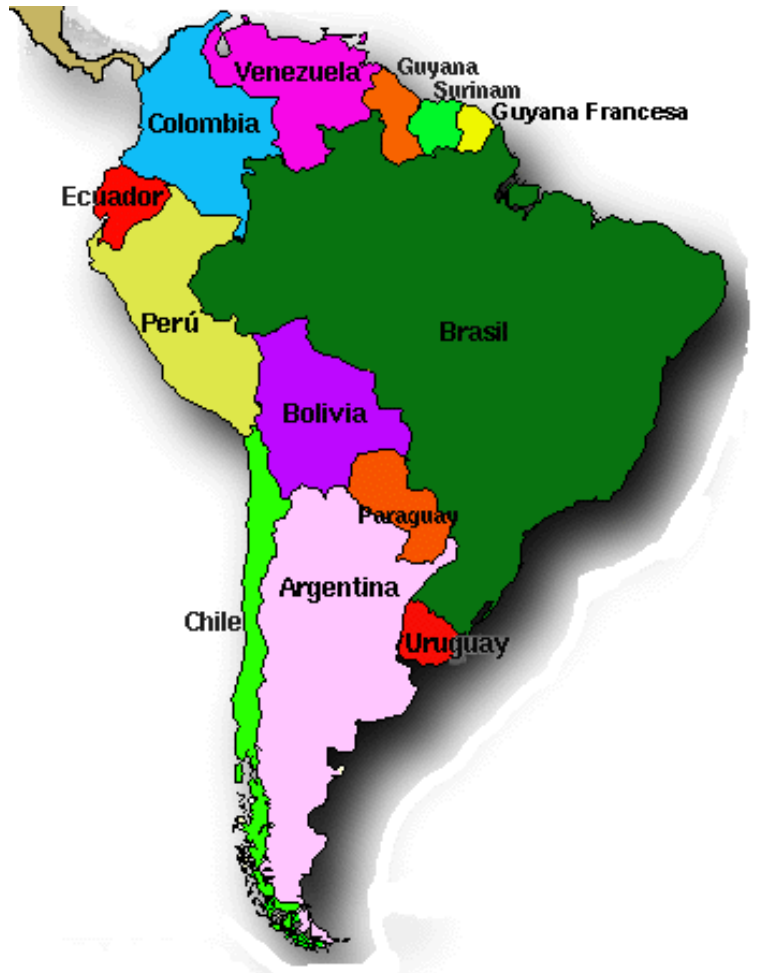 Venezuela
Guyana
Surinam
Guyana Francesa
Colombia
Ecuador
Perú
Brasil
Bolivia
Paraguay
Argentina
Chile
Uruguay